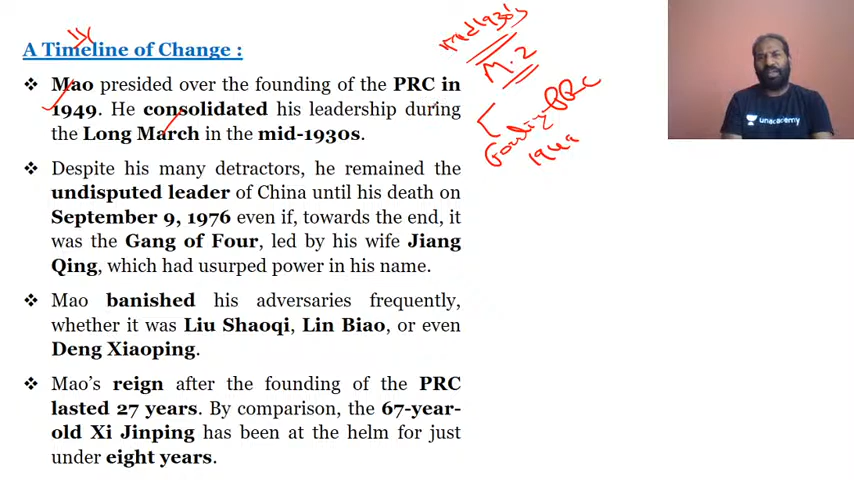 A Timeline of Change :
❖ Mao presided over the founding of the PRC in
1949. He consolidated his leadership during
the Long March in the mid-1930s.
❖ Despite his many detractors, he remained the
undisputed leader of China until his death on
September 9, 1976 even if, towards the end, it
was the Gang of Four, led by his wife Jiang
Qing, which had usurped power in his name.
❖ Mao banished his adversaries frequently,
whether it was Liu Shaoqi, Lin Biao, or even
Deng Xiaoping.
❖ Mao's reign after the founding of the PRC
lasted 27 years. By comparison, the 67-year-
old Xi Jinping has been at the helm for just
under eight years.
mid 1930's
M.2
PRC
1949
unacademy